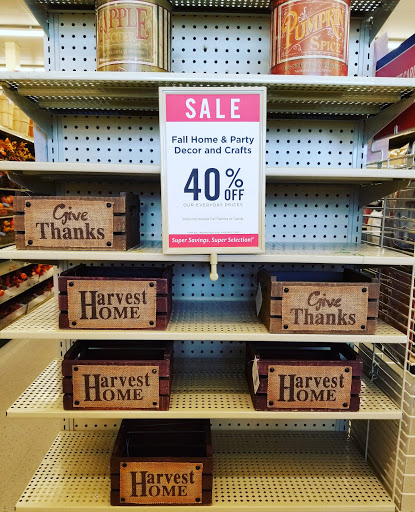 APPLE
PUMPKIN
SPICE
SALE
Fall Home & Party
Decor and Crafts
40% OFF
OUR EVERYDAY PRICES
Super Savings. Super Selection!
Give
Thanks
Harvest
HOME
Give
Thanks
Harvest
HOME
Harvest
HOME
Harvest
HOME